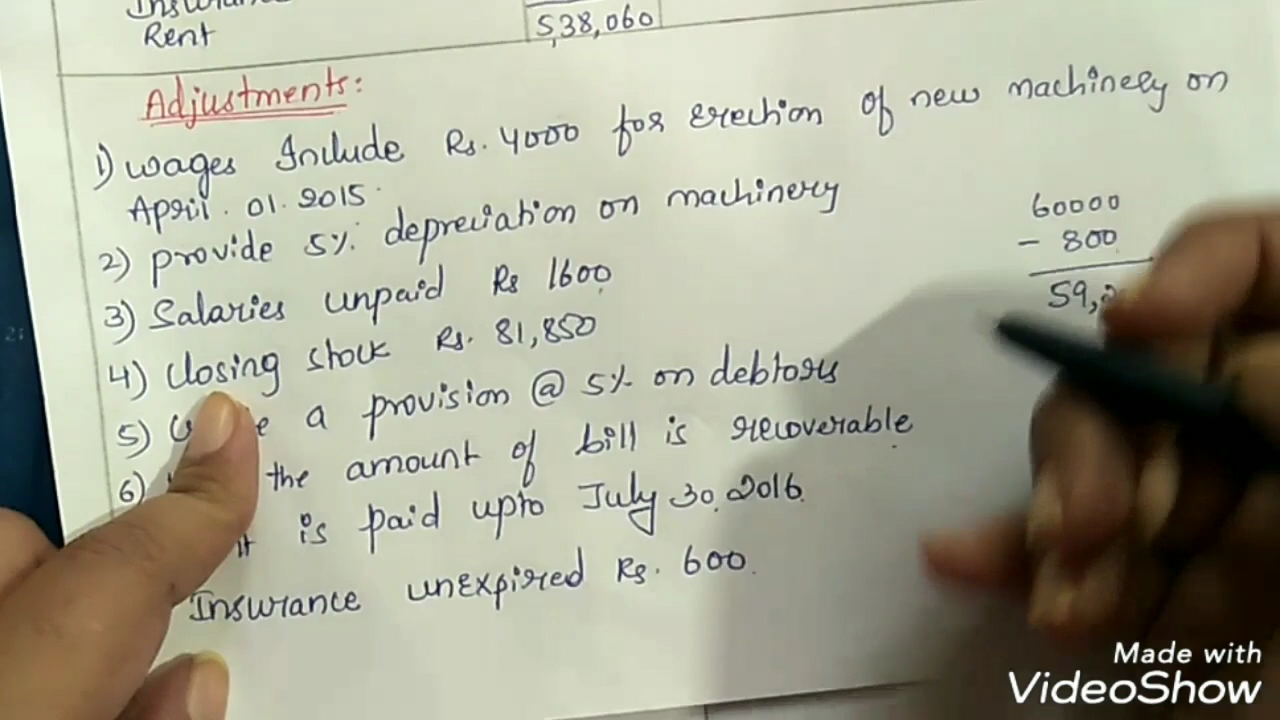 Rent
5,38,060
Adjustments:
1) Wages Include Rs. 4000 for Erection of new machinery on
April. 01. 2015.
2) provide 5% depreciation on machinery
3) Salaries unpaid Rs 1600
4) Closing stock Rs. 81,850
5) a provision @ 5% on debtors
6) the amount of bill is recoverable
is paid upto July 30. 2016.
Insurance unexpired Rs. 600.
60000
- 800
Made with
VideoShow